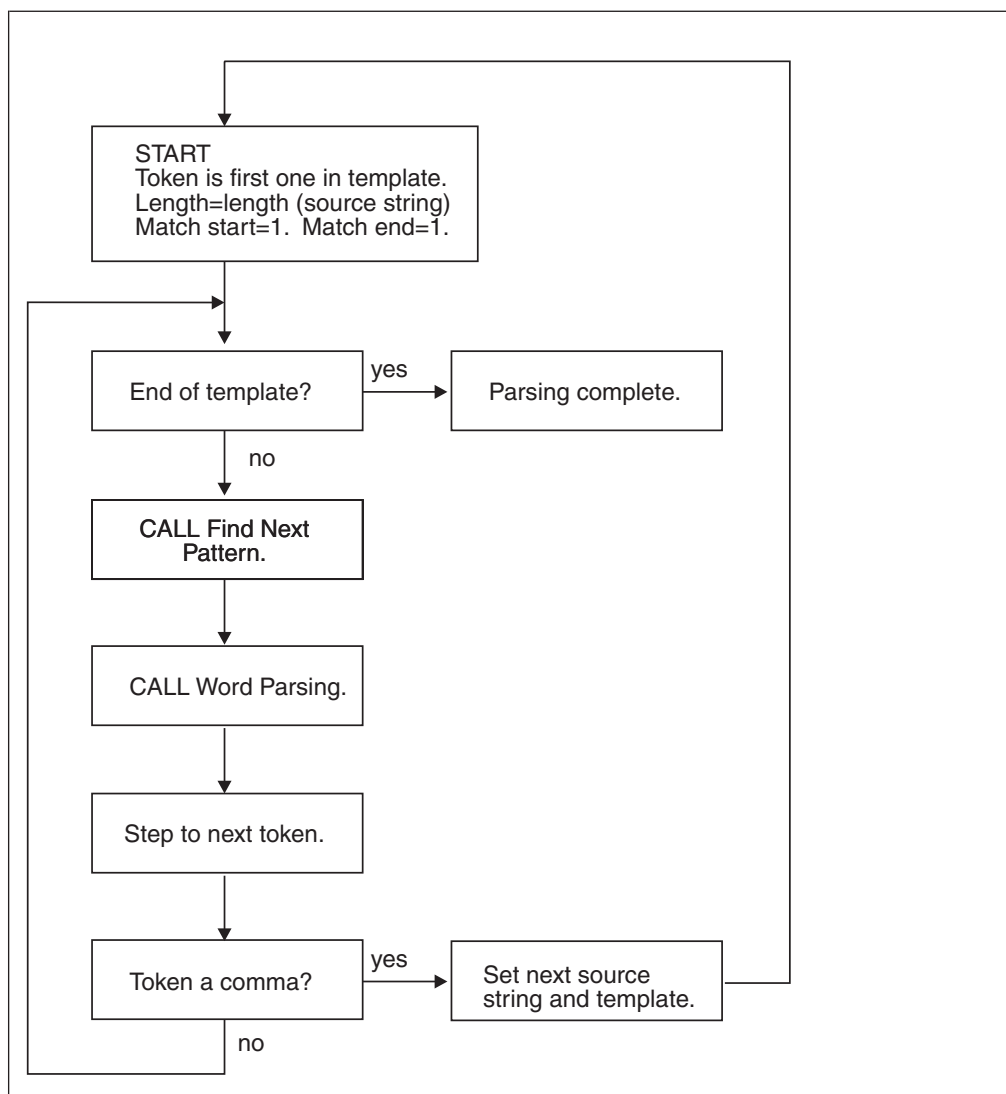 START
Token is first one in template.
Length=length (source string)
Match start=1.  Match end=1.
End of template?
yes
Parsing complete.
no
CALL Find Next
Pattern.
CALL Word Parsing.
Step to next token.
Token a comma?
yes
Set next source
string and template.
no